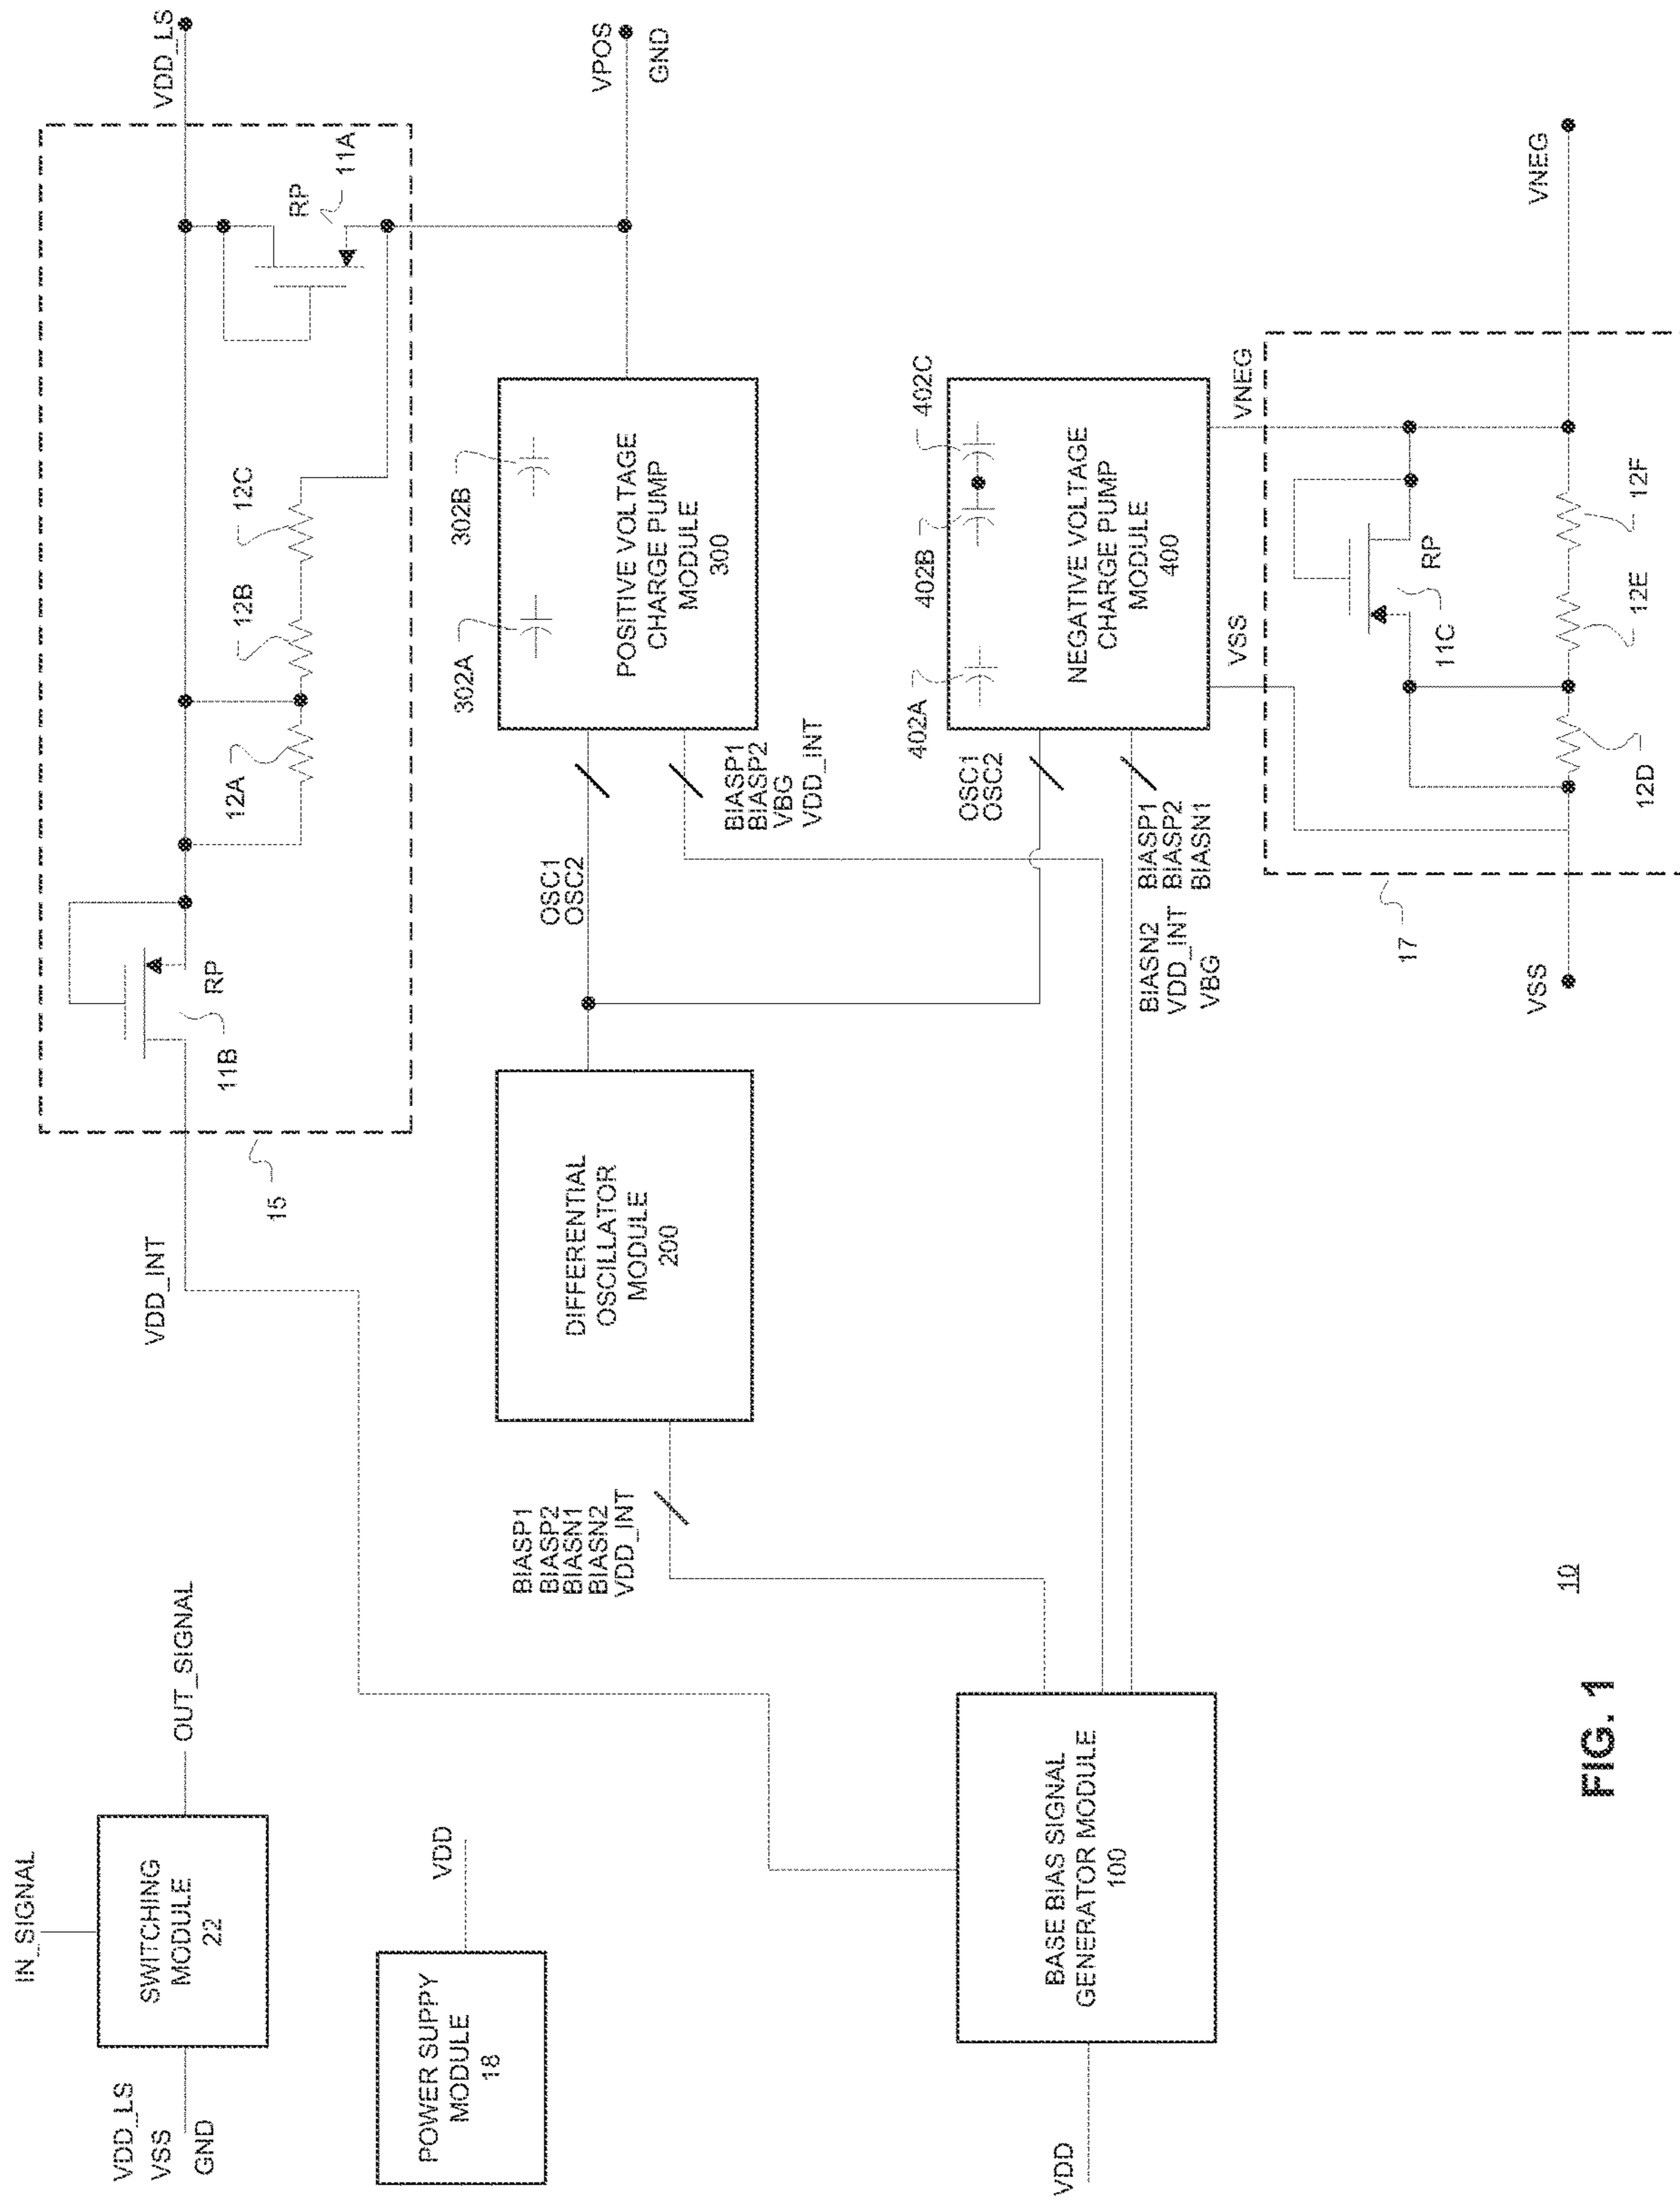 IN_SIGNAL
VDD_LS
VSS
GND
SWITCHING
MODULE
22
OUT_SIGNAL
POWER SUPPY
MODULE
18
VDD
VDD
BASE BIAS SIGNAL
GENERATOR MODULE
100
VDD_INT
15
11B
RP
12A
12B
12C
RP
11A
VDD_LS
BIASP1
BIASP2
BIASN1
BIASN2
VDD_INT
DIFFERENTIAL
OSCILLATOR
MODULE
200
OSC1
OSC2
BIASP1
BIASP2
VBG
VDD_INT
302A
302B
POSITIVE VOLTAGE
CHARGE PUMP
MODULE
300
VPOS
GND
OSC1
OSC2
BIASN2
VDD_INT
VBG
BIASP1
BIASP2
BIASN1
402A
402B
402C
NEGATIVE VOLTAGE
CHARGE PUMP
MODULE
400
VSS
VNEG
17
VSS
11C
RP
12D
12E
12F
VNEG
10
FIG. 1